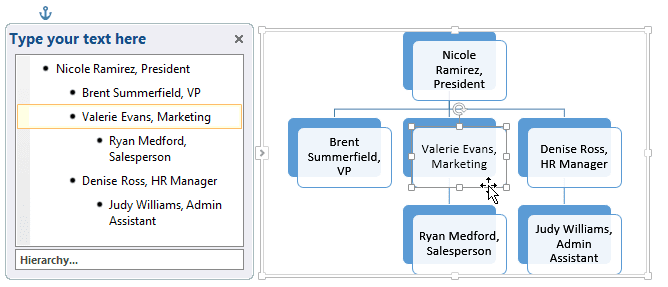 Type your text here
Nicole Ramirez, President
Brent Summerfield, VP
Valerie Evans, Marketing
Ryan Medford,
Salesperson
Denise Ross, HR Manager
Judy Williams, Admin
Assistant
Hierarchy...
Nicole
Ramirez,
President
Brent
Summerfield,
VP
Valerie Evans,
Marketing
Denise Ross,
HR Manager
Ryan Medford,
Salesperson
Judy Williams,
Admin
Assistant